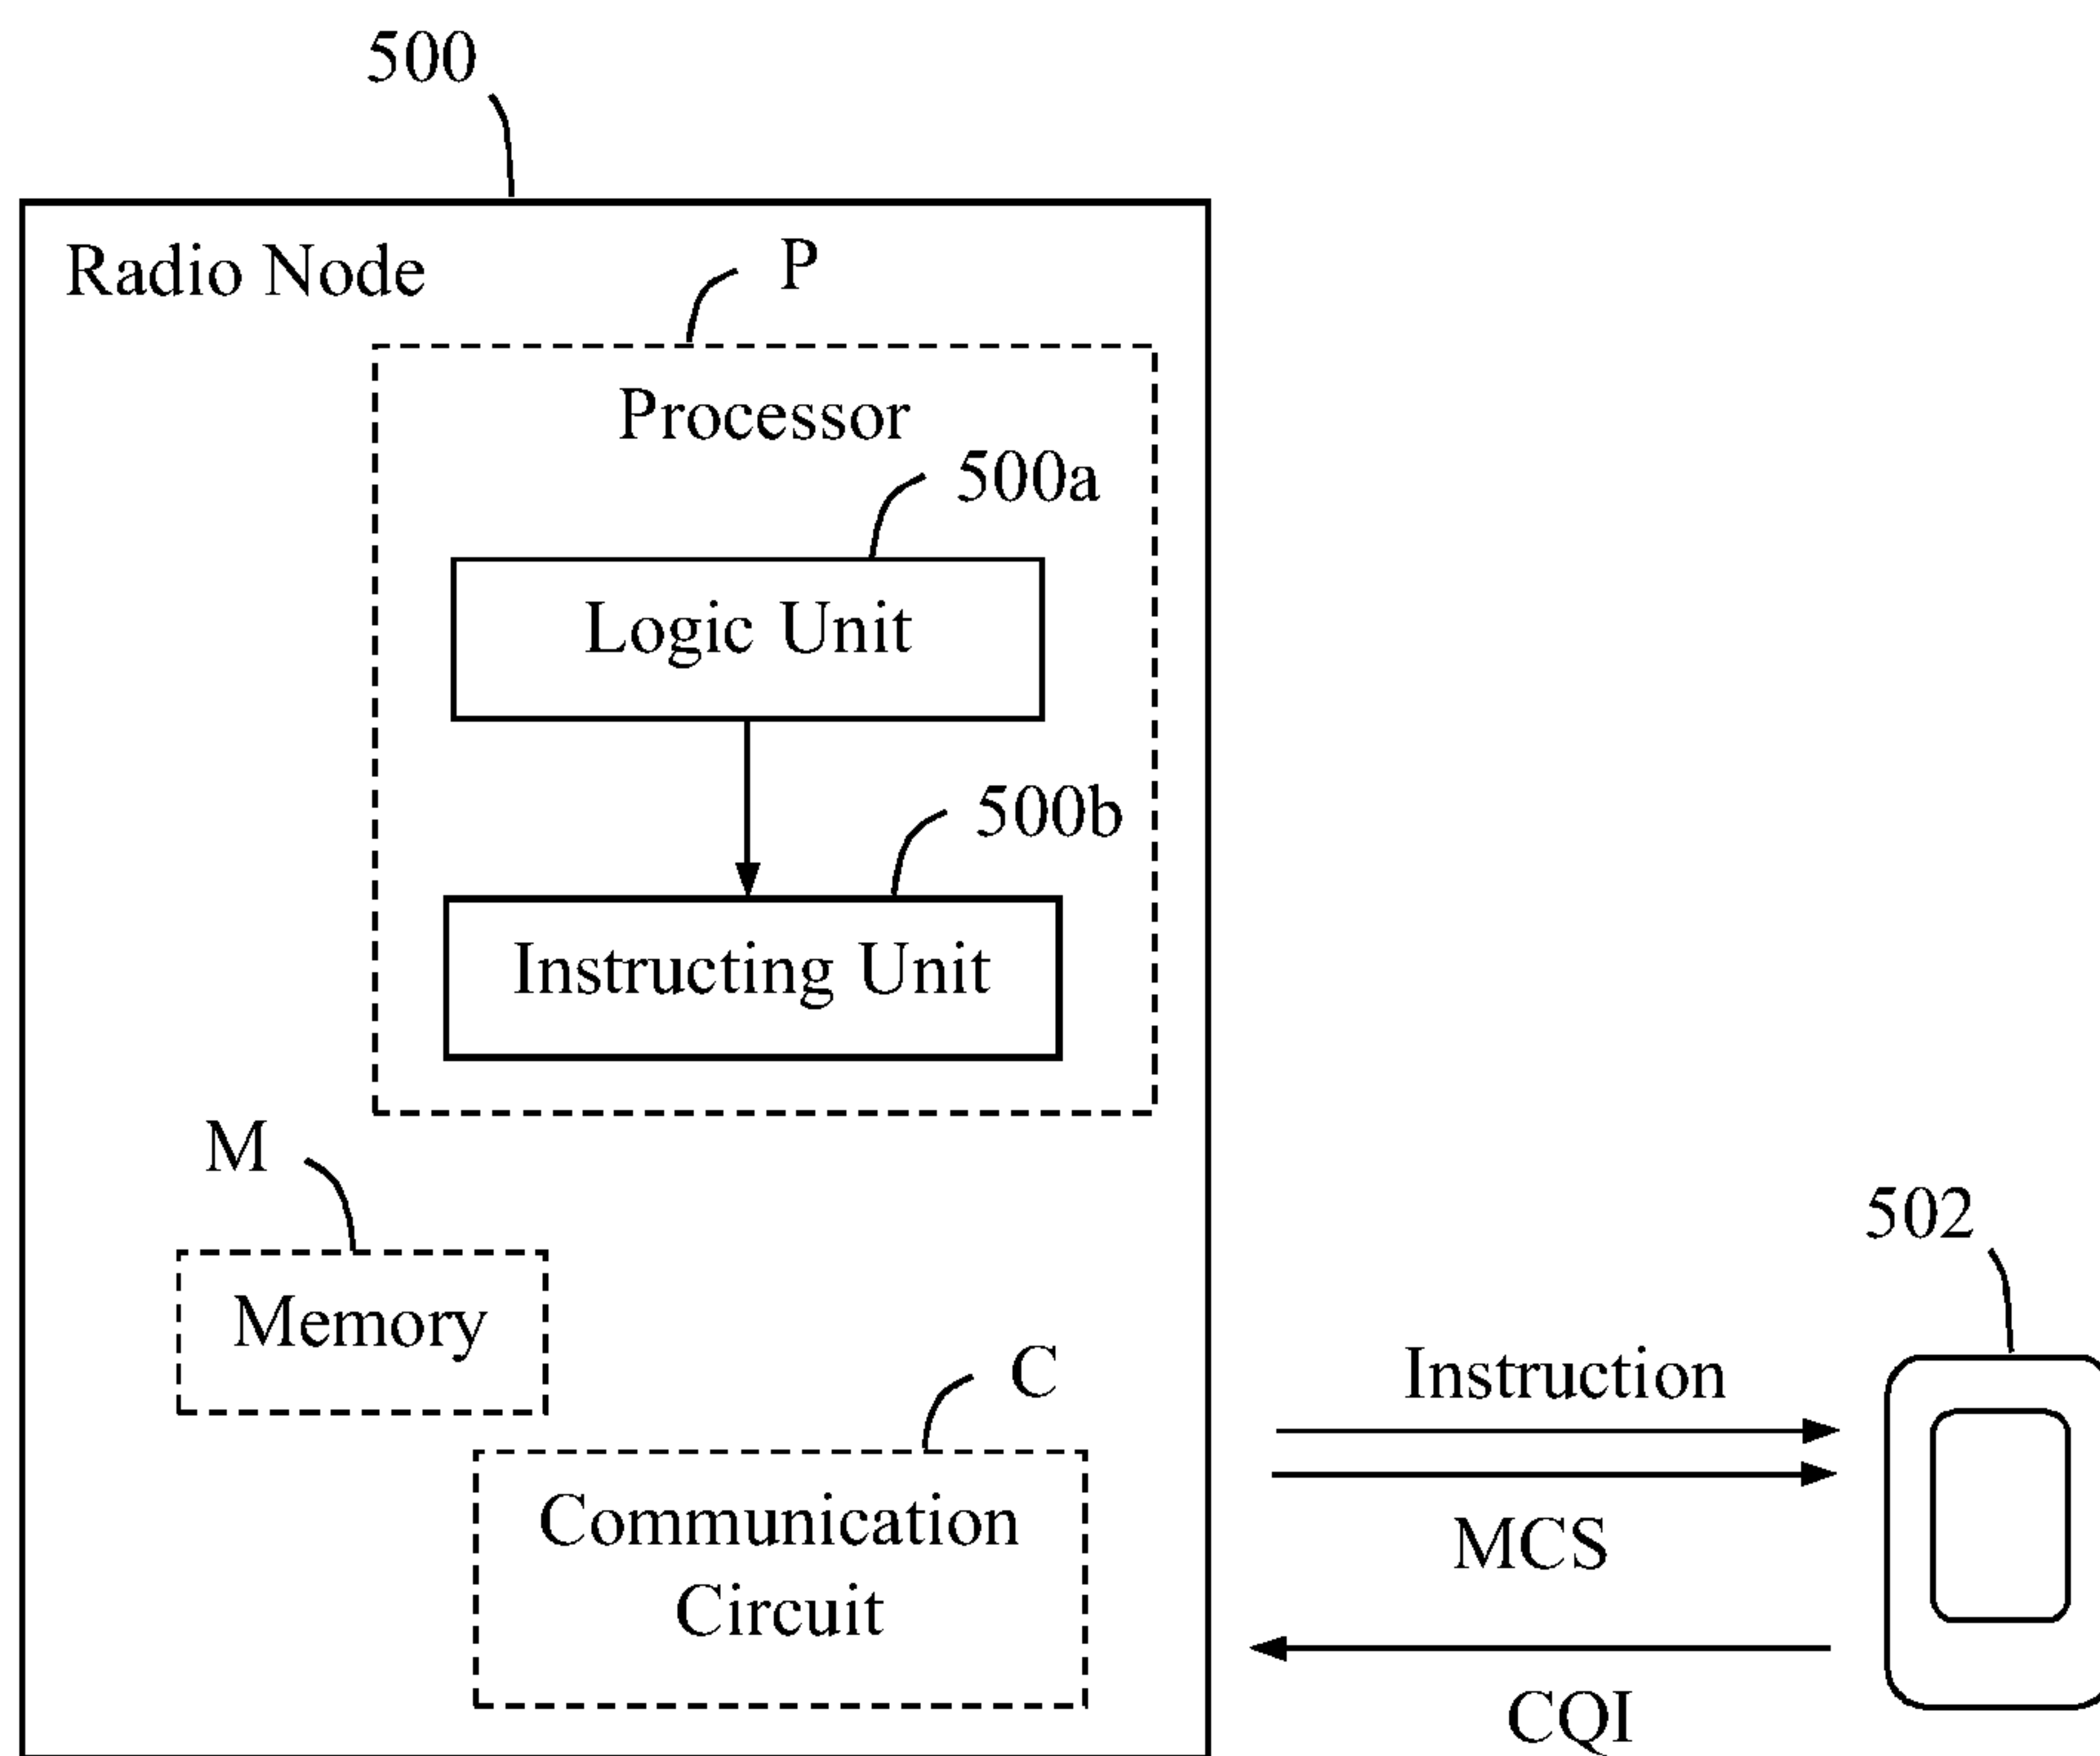 500
Radio Node
P
Processor
500a
Logic Unit
500b
Instructing Unit
M
Memory
C
Communication
Circuit
502
Instruction
MCS
CQI